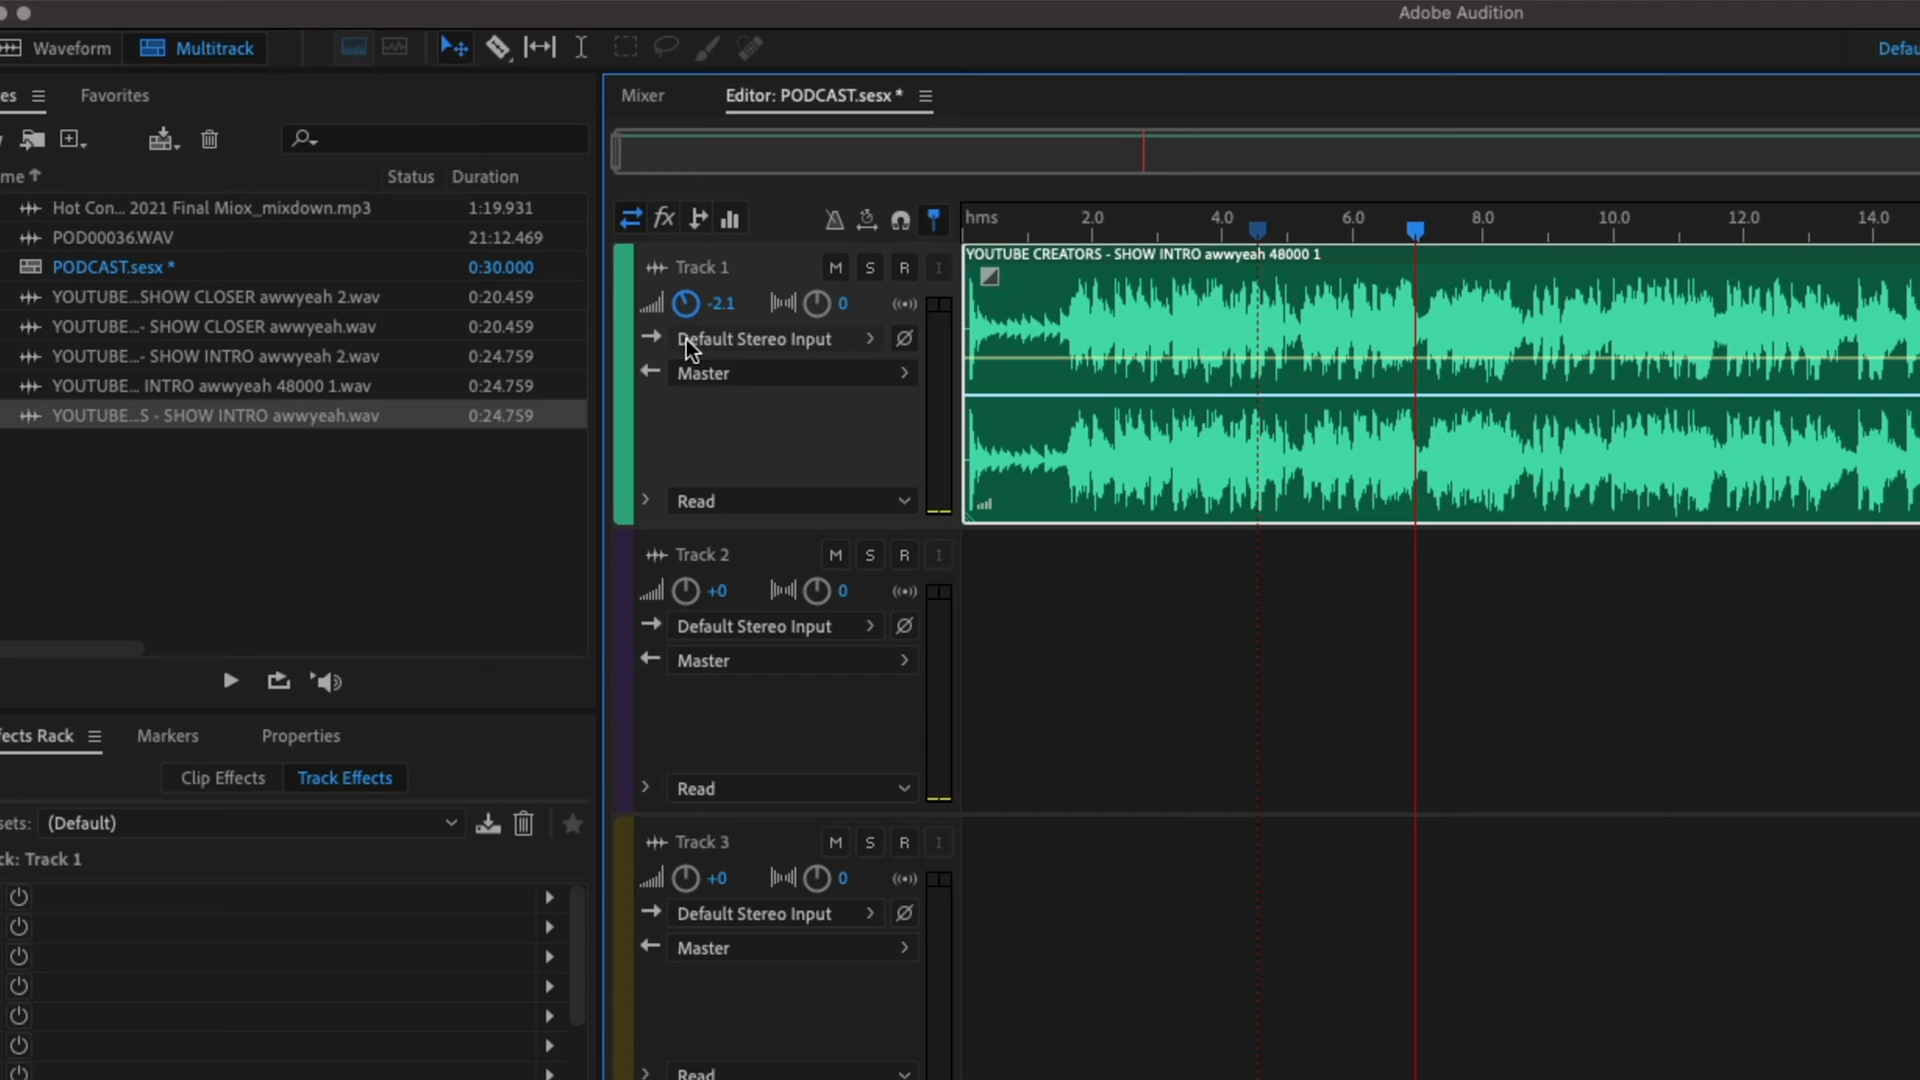 Adobe Audition
Waveform
Multitrack
Defau
es
Favorites
Mixer
Editor: PODCAST.sesx *
me
Status
Duration
Hot Con... 2021 Final Miox_mixdown.mp3
1:19.931
POD00036.WAV
21:12.469
PODCAST.sesx *
0:30.000
YOUTUBE...SHOW CLOSER awwyeah 2.wav
0:20.459
YOUTUBE...- SHOW CLOSER awwyeah.wav
0:20.459
YOUTUBE...- SHOW INTRO awwyeah 2.wav
0:24.759
YOUTUBE... INTRO awwyeah 48000 1.wav
0:24.759
YOUTUBE...S - SHOW INTRO awwyeah.wav
0:24.759
fx
hms
2.0
4.0
6.0
8.0
10.0
12.0
14.0
YOUTUBE CREATORS - SHOW INTRO awwyeah 48000 1
Track 1
M
S
R
I
-2.1
0
Default Stereo Input
Master
Read
Track 2
M
S
R
I
+0
0
Default Stereo Input
Master
Read
Track 3
M
S
R
I
+0
0
Default Stereo Input
Master
Read
fects Rack
Markers
Properties
Clip Effects
Track Effects
sets:
(Default)
ck: Track 1